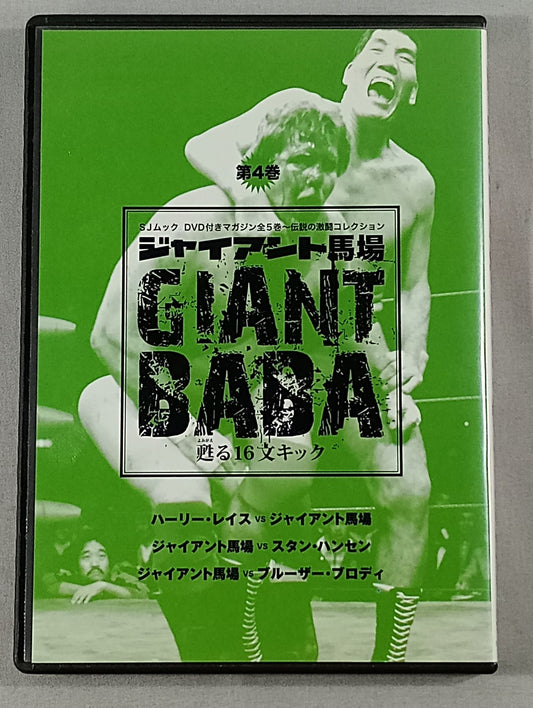 第4巻
SJムック DVD付きマガジン全5巻～伝説の激闘コレクション
ジャイアント馬場
GIANT
BABA
よみがえ
甦る16文キック
ハーリー・レイス vs ジャイアント馬場
ジャイアント馬場 vs スタン・ハンセン
ジャイアント馬場 vs ブルーザー・ブロディ